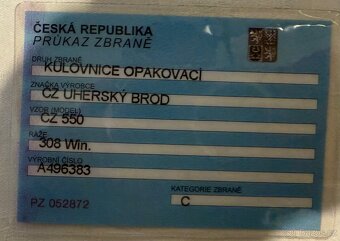 ČESKÁ REPUBLIKA
PRŮKAZ ZBRANĚ
DRUH ZBRANĚ
KULOVNICE OPAKOVACÍ
ZNAČKA VÝROBCE
CZ UHERSKÝ BROD
VZOR (MODEL)
CZ 550
RÁŽE
308 Win.
VÝROBNÍ ČÍSLO
A496383
KATEGORIE ZBRANĚ
C
PZ 052872